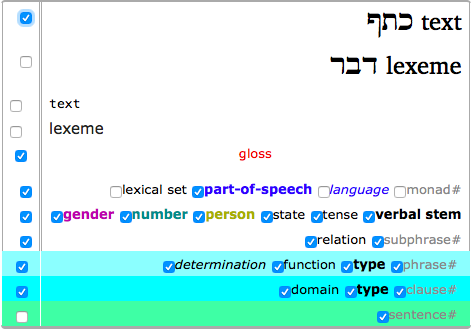 כתף text
דבר lexeme
text
lexeme
gloss
lexical set part-of-speech language monad#
gender number person state tense verbal stem
relation subphrase#
determination function type phrase#
domain type clause#
sentence#